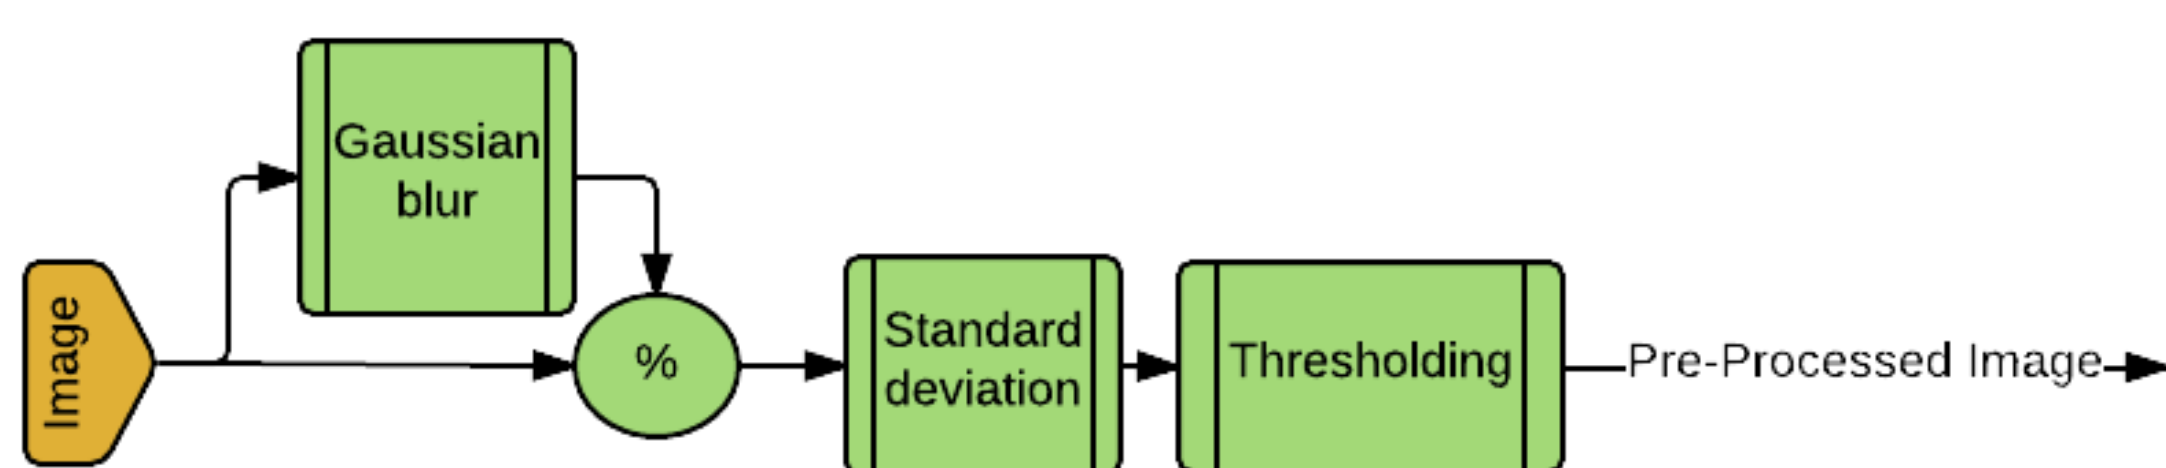 Gaussian
blur
Image
%
Standard
deviation
Thresholding
Pre-Processed Image